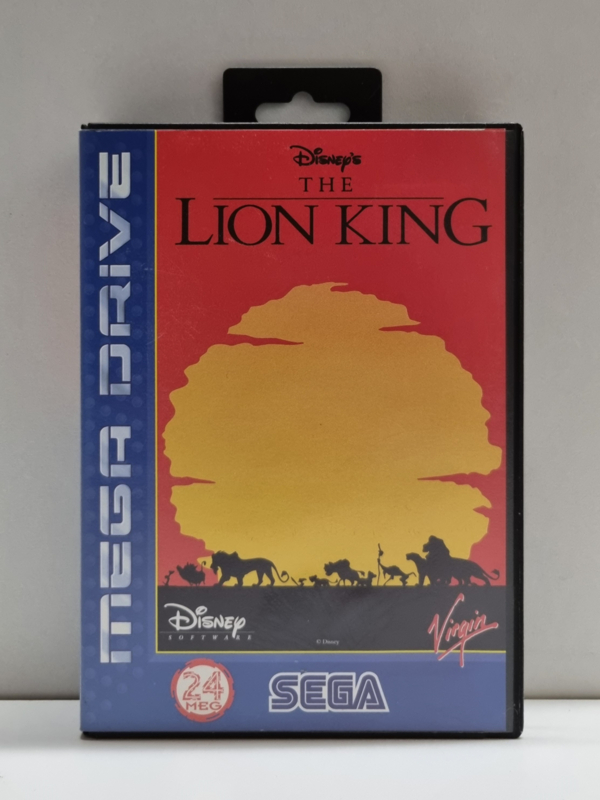 MEGA DRIVE
Disney's
THE
LION KING
Disney
SOFTWARE
© Disney
Virgin
24
MEG
SEGA